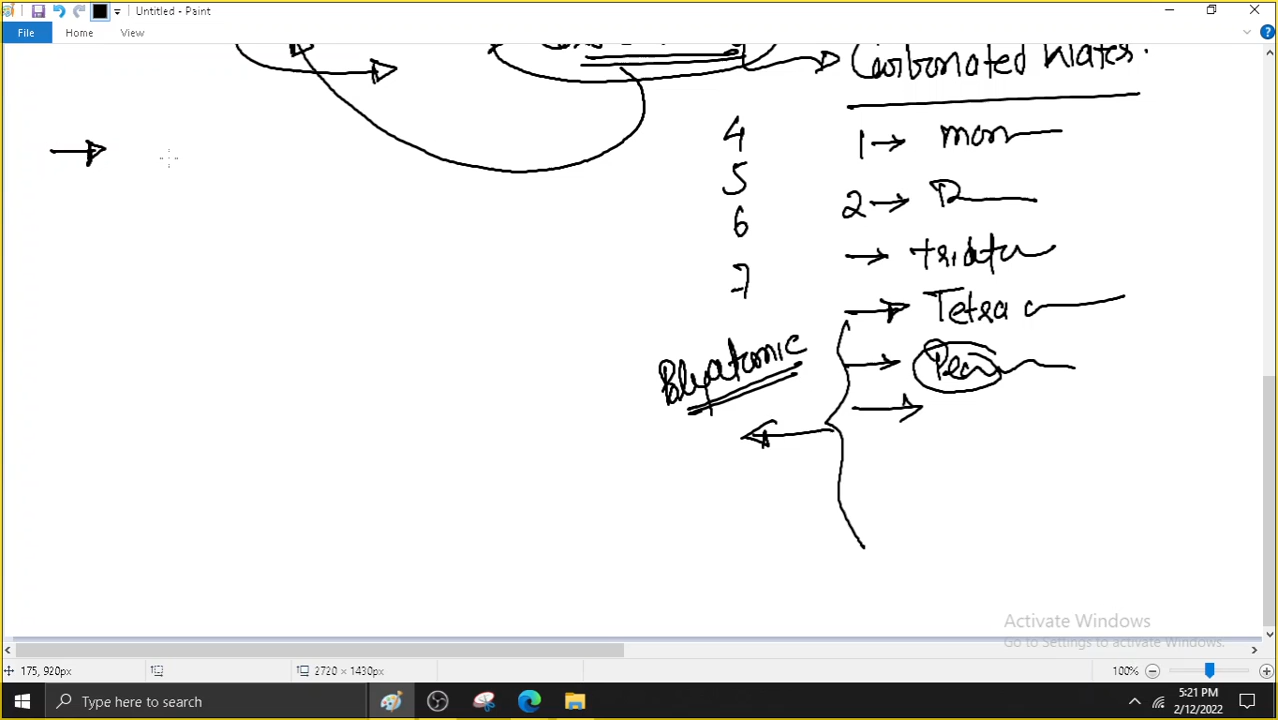 Untitled - Paint
File Home View
Carbonated Water.
4
1 → mon
5
2 → D
6
→ triato
7
→ Tetra a
Polyatomic
→ Pen
Activate Windows
Go to Settings to activate Windows.
175, 920px
2720 × 1430px
100%
Type here to search
5:21 PM
2/12/2022